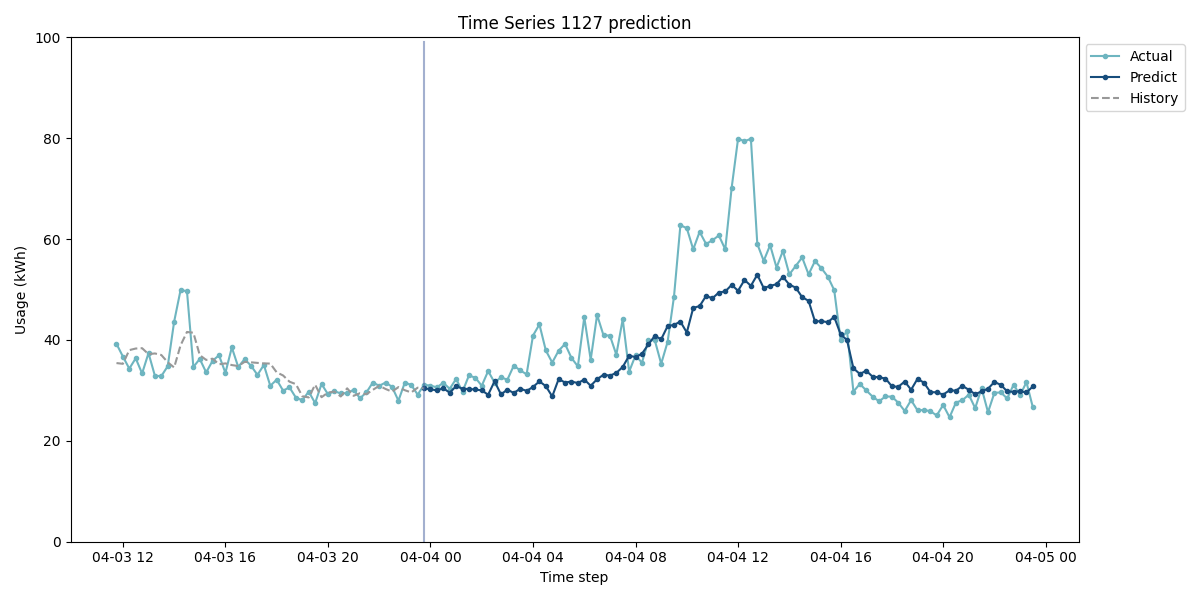 Time Series 1127 prediction
100
80
60
40
20
0
Usage (kWh)
04-03 12
04-03 16
04-03 20
04-04 00
04-04 04
04-04 08
04-04 12
04-04 16
04-04 20
04-05 00
Time step
Actual
Predict
History